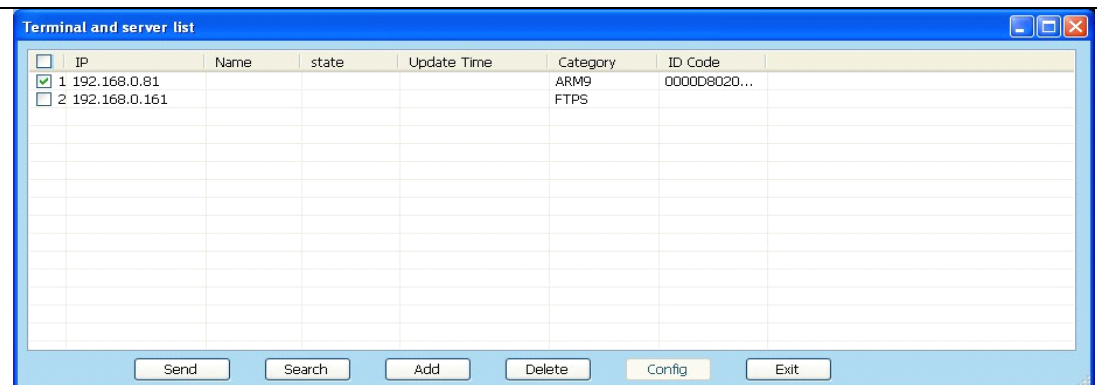 Terminal and server list
IP Name state Update Time Category ID Code
1 192.168.0.81 ARM9 0000D8020...
2 192.168.0.161 FTPS
Send Search Add Delete Config Exit